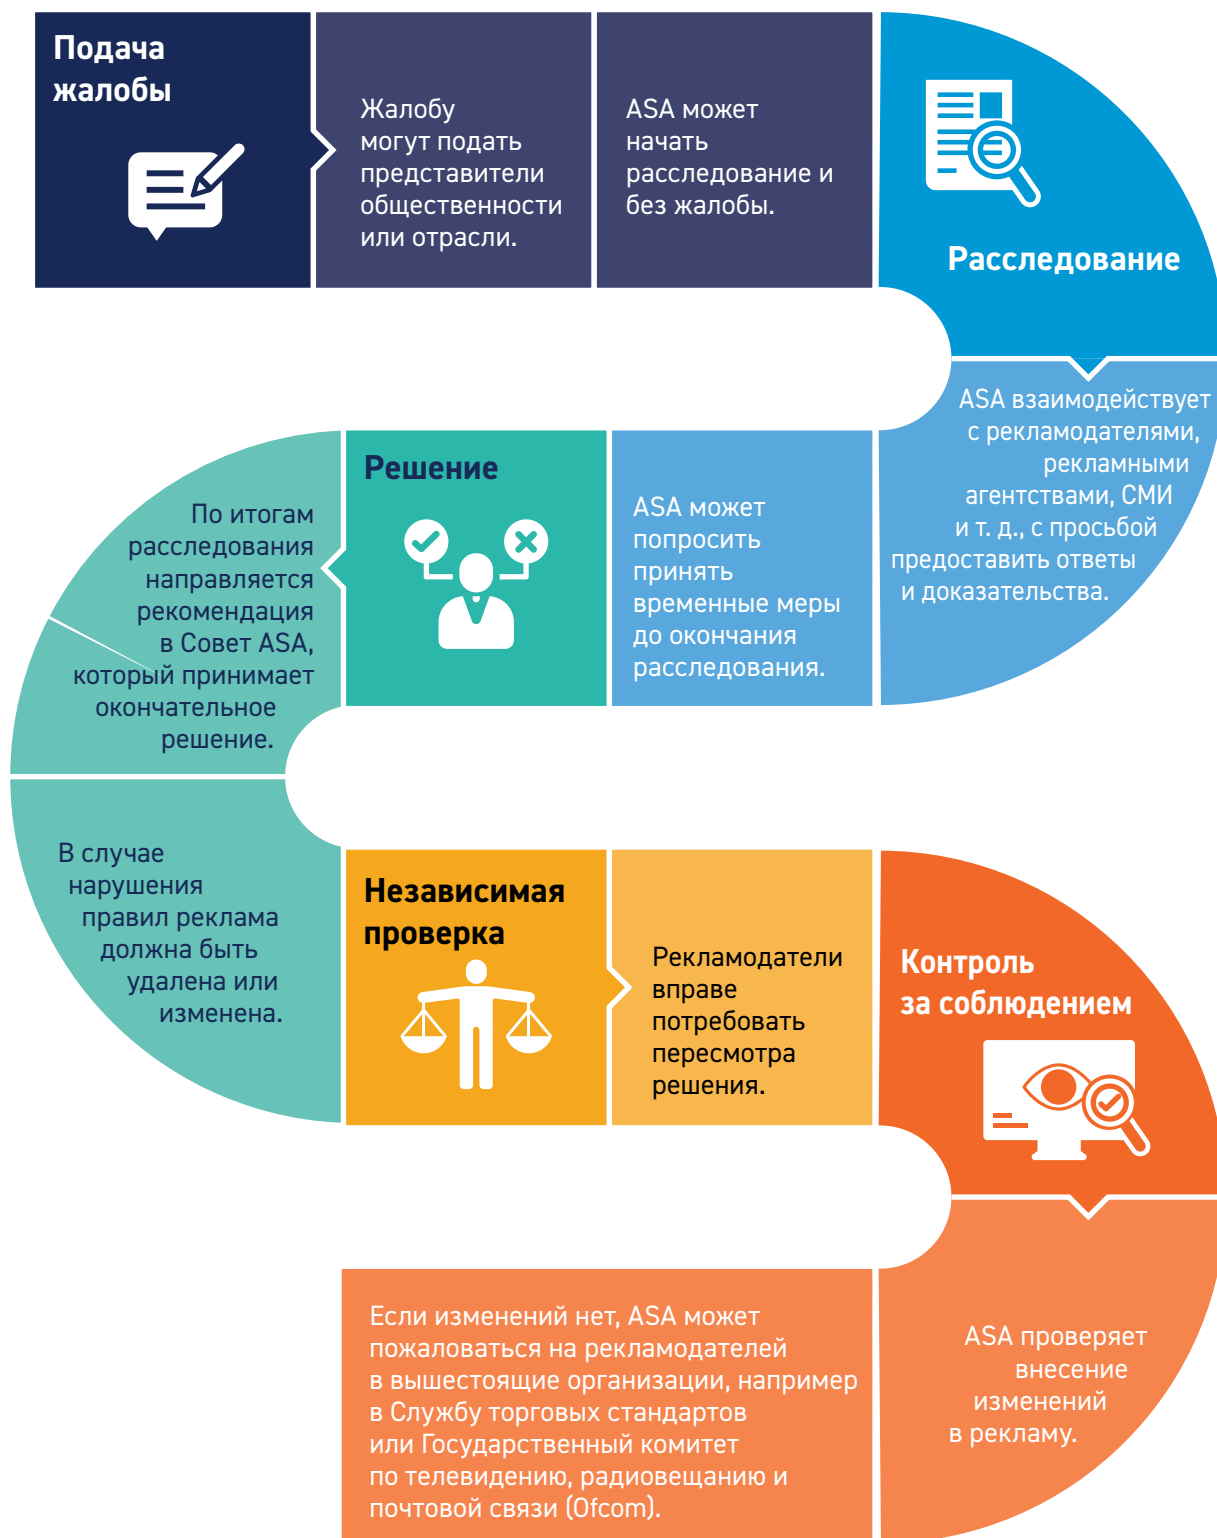 Подача
жалобы
Жалобу
могут подать
представители
общественности
или отрасли.
ASA может
начать
расследование и
без жалобы.
Расследование
ASA взаимодействует
с рекламодателями,
рекламными
агентствами, СМИ
и т. д., с просьбой
предоставить ответы
и доказательства.
ASA может
попросить
принять
временные меры
до окончания
расследования.
Решение
По итогам
расследования
направляется
рекомендация
в Совет ASA,
который принимает
окончательное
решение.
В случае
нарушения
правил реклама
должна быть
удалена или
изменена.
Независимая
проверка
Рекламодатели
вправе
потребовать
пересмотра
решения.
Контроль
за соблюдением
ASA проверяет
внесение
изменений
в рекламу.
Если изменений нет, ASA может
пожаловаться на рекламодателей
в вышестоящие организации, например
в Службу торговых стандартов
или Государственный комитет
по телевидению, радиовещанию и
почтовой связи (Ofcom).